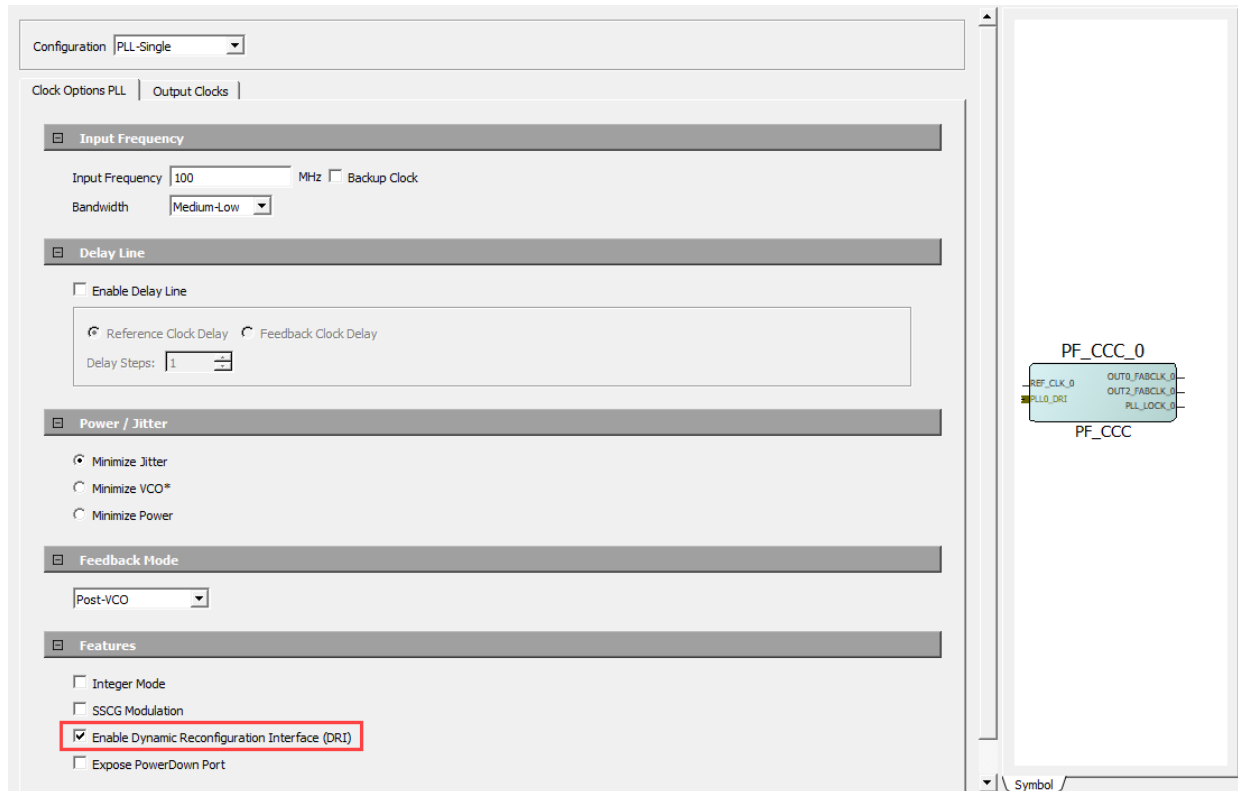 Configuration PLL-Single
Clock Options PLL Output Clocks
Input Frequency
Input Frequency 100 MHz Backup Clock
Bandwidth Medium-Low
Delay Line
Enable Delay Line
Reference Clock Delay Feedback Clock Delay
Delay Steps: 1
Power / Jitter
Minimize Jitter
Minimize VCO*
Minimize Power
Feedback Mode
Post-VCO
Features
Integer Mode
SSCG Modulation
Enable Dynamic Reconfiguration Interface (DRI)
Expose PowerDown Port
PF_CCC_0
REF_CLK_0 OUT0_FABCLK_0
PLL0_DRI OUT2_FABCLK_0
PLL_LOCK_0
PF_CCC
Symbol